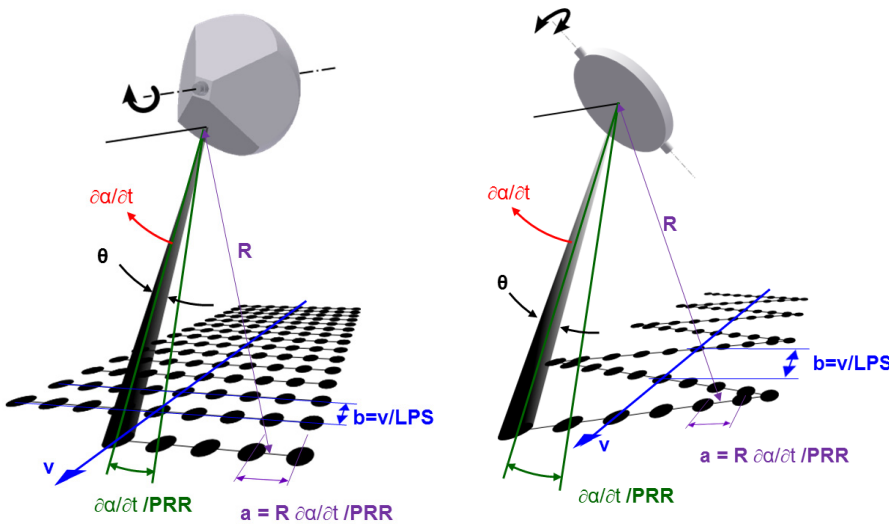 ∂α/∂t
R
θ
b=v/LPS
v
∂α/∂t /PRR
a = R ∂α/∂t /PRR
∂α/∂t
R
θ
b=v/LPS
v
a = R ∂α/∂t /PRR
∂α/∂t /PRR